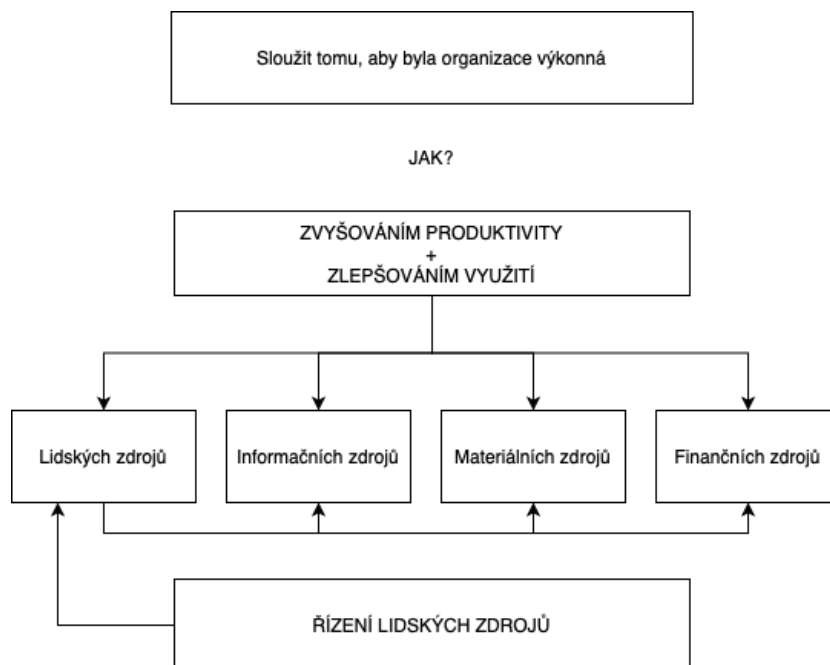 Sloužit tomu, aby byla organizace výkonná
JAK?
ZVYŠOVÁNÍM PRODUKTIVITY
+
ZLEPŠOVÁNÍM VYUŽITÍ
Lidských zdrojů
Informačních zdrojů
Materiálních zdrojů
Finančních zdrojů
ŘÍZENÍ LIDSKÝCH ZDROJŮ